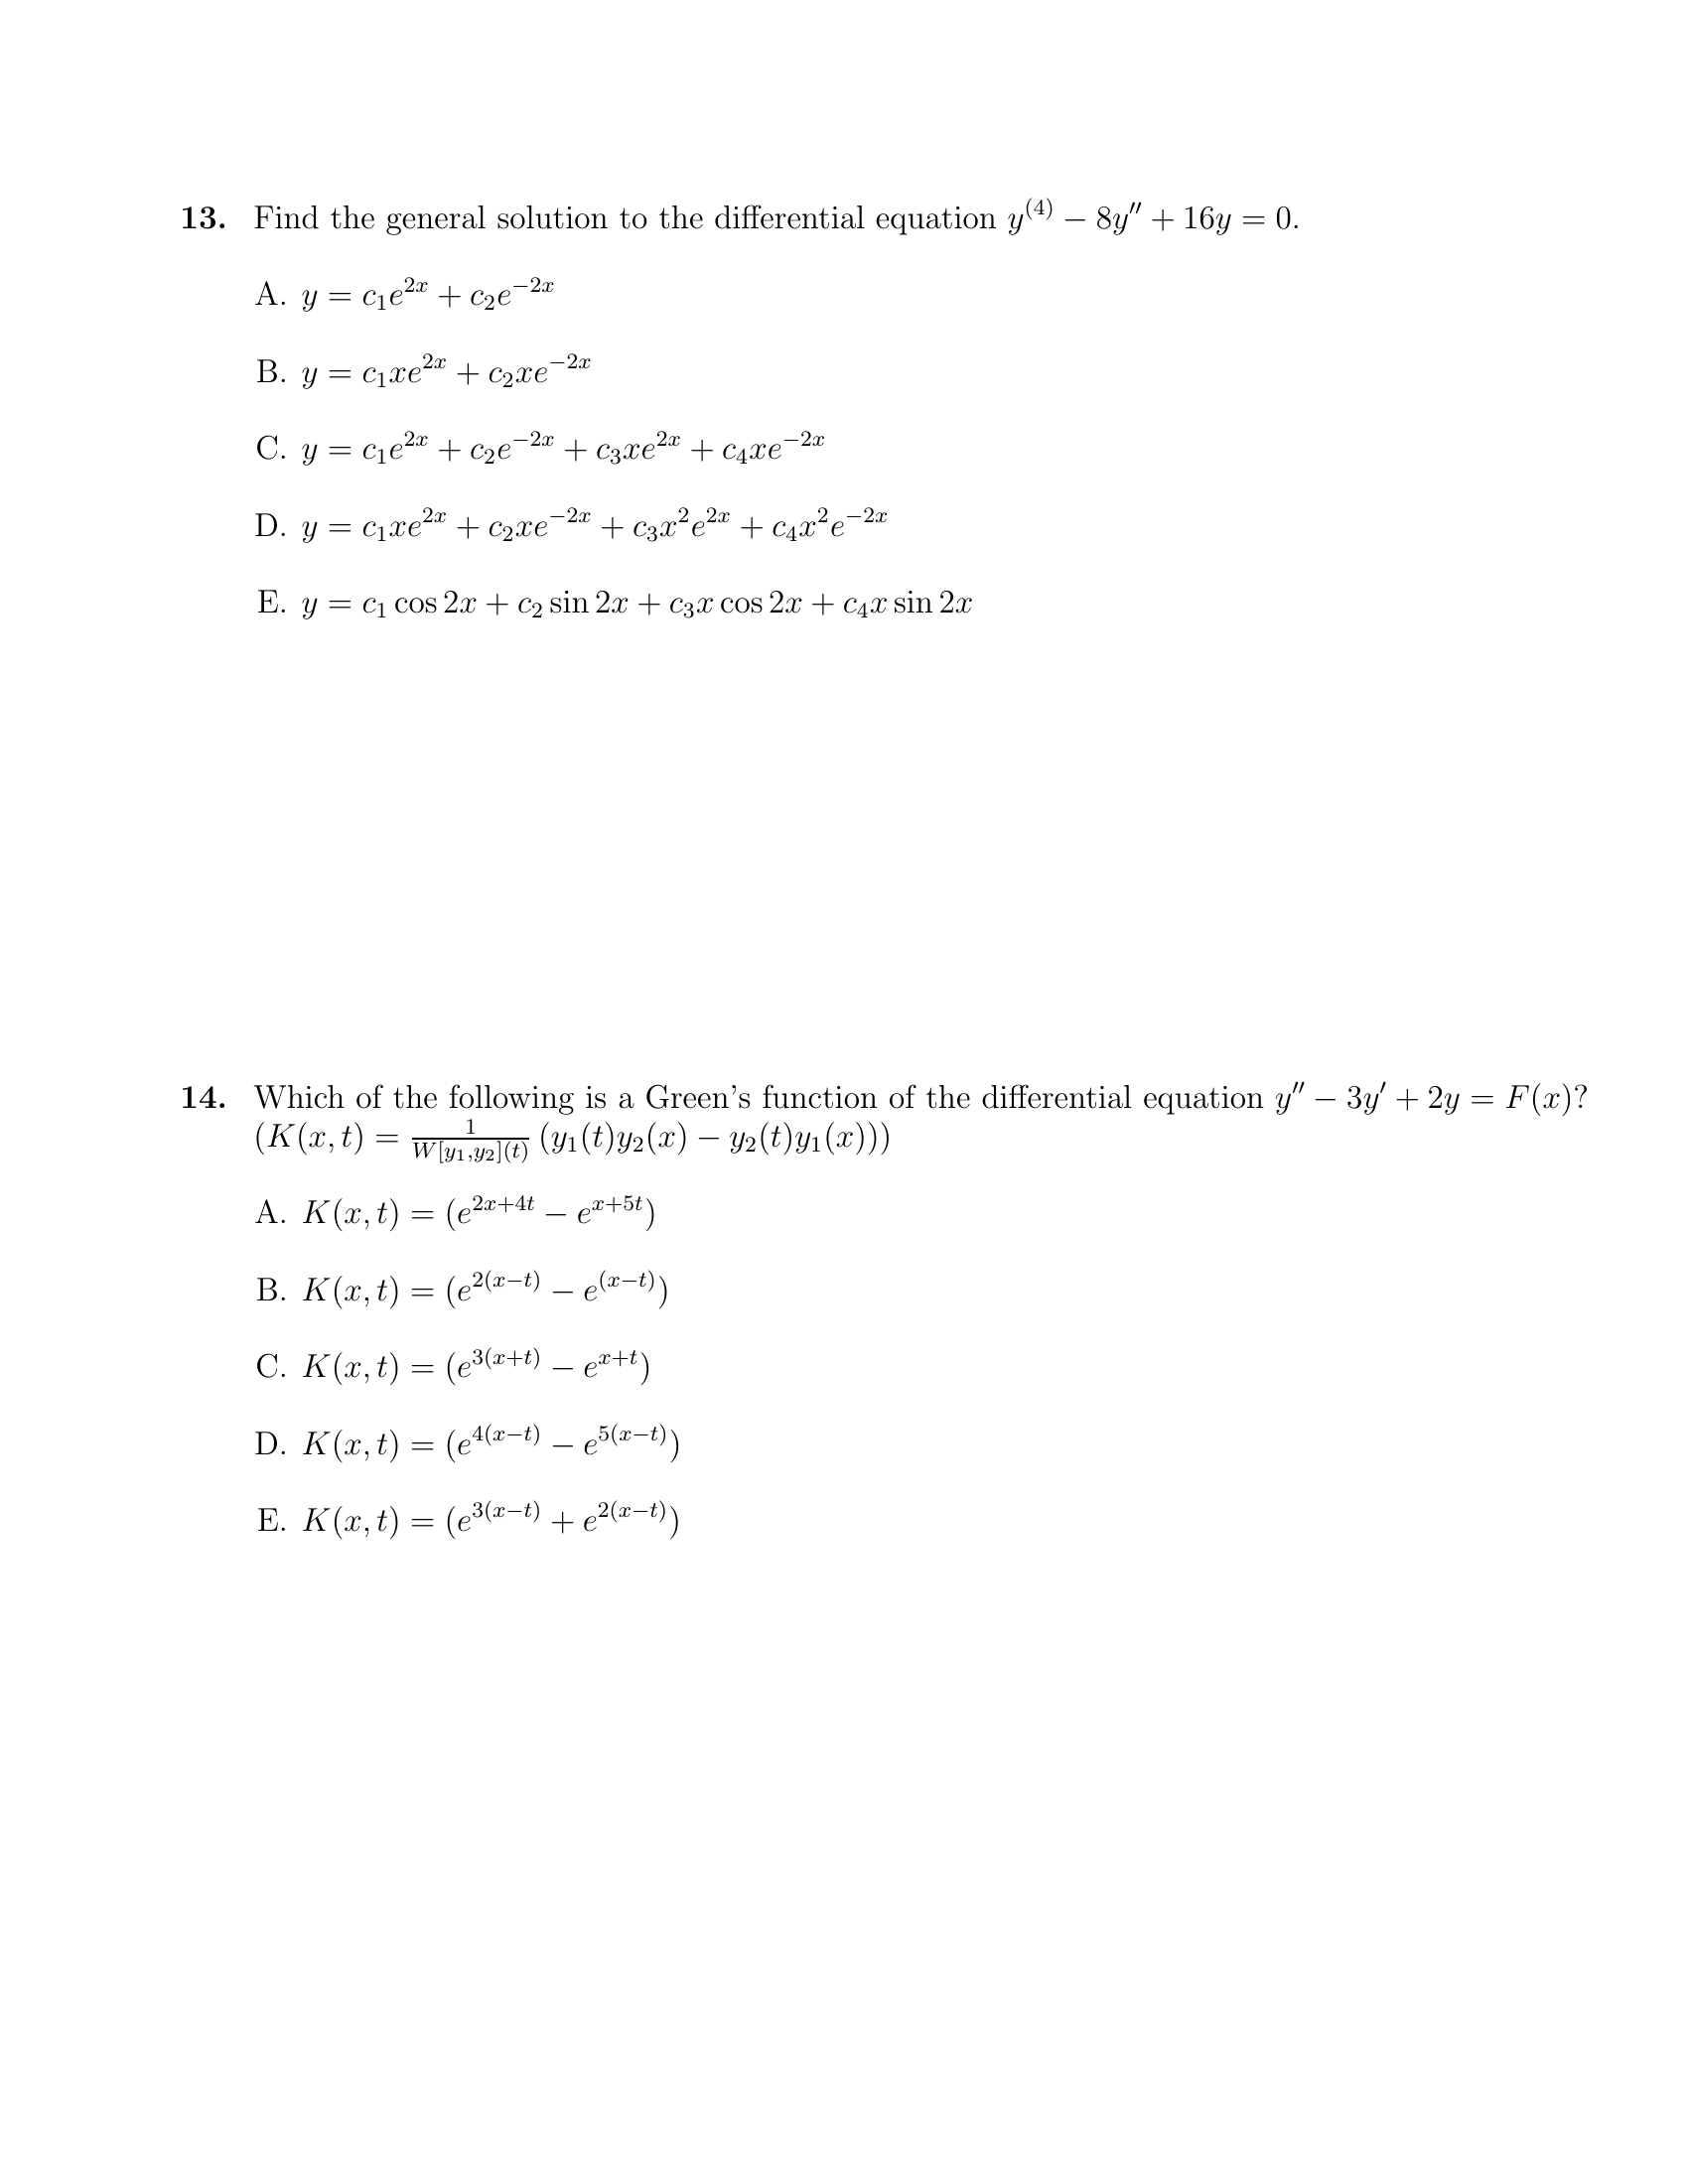 13. Find the general solution to the differential equation $y^{(4)} - 8y'' + 16y = 0$.
A. $y = c_1e^{2x} + c_2e^{-2x}$
B. $y = c_1xe^{2x} + c_2xe^{-2x}$
C. $y = c_1e^{2x} + c_2e^{-2x} + c_3xe^{2x} + c_4xe^{-2x}$
D. $y = c_1xe^{2x} + c_2xe^{-2x} + c_3x^2e^{2x} + c_4x^2e^{-2x}$
E. $y = c_1 \cos 2x + c_2 \sin 2x + c_3x \cos 2x + c_4x \sin 2x$
14. Which of the following is a Green's function of the differential equation $y'' - 3y' + 2y = F(x)$?
$(K(x,t) = \frac{1}{W[y_1,y_2](t)} (y_1(t)y_2(x) - y_2(t)y_1(x)))$
A. $K(x,t) = (e^{2x+4t} - e^{x+5t})$
B. $K(x,t) = (e^{2(x-t)} - e^{(x-t)})$
C. $K(x,t) = (e^{3(x+t)} - e^{x+t})$
D. $K(x,t) = (e^{4(x-t)} - e^{5(x-t)})$
E. $K(x,t) = (e^{3(x-t)} + e^{2(x-t)})$